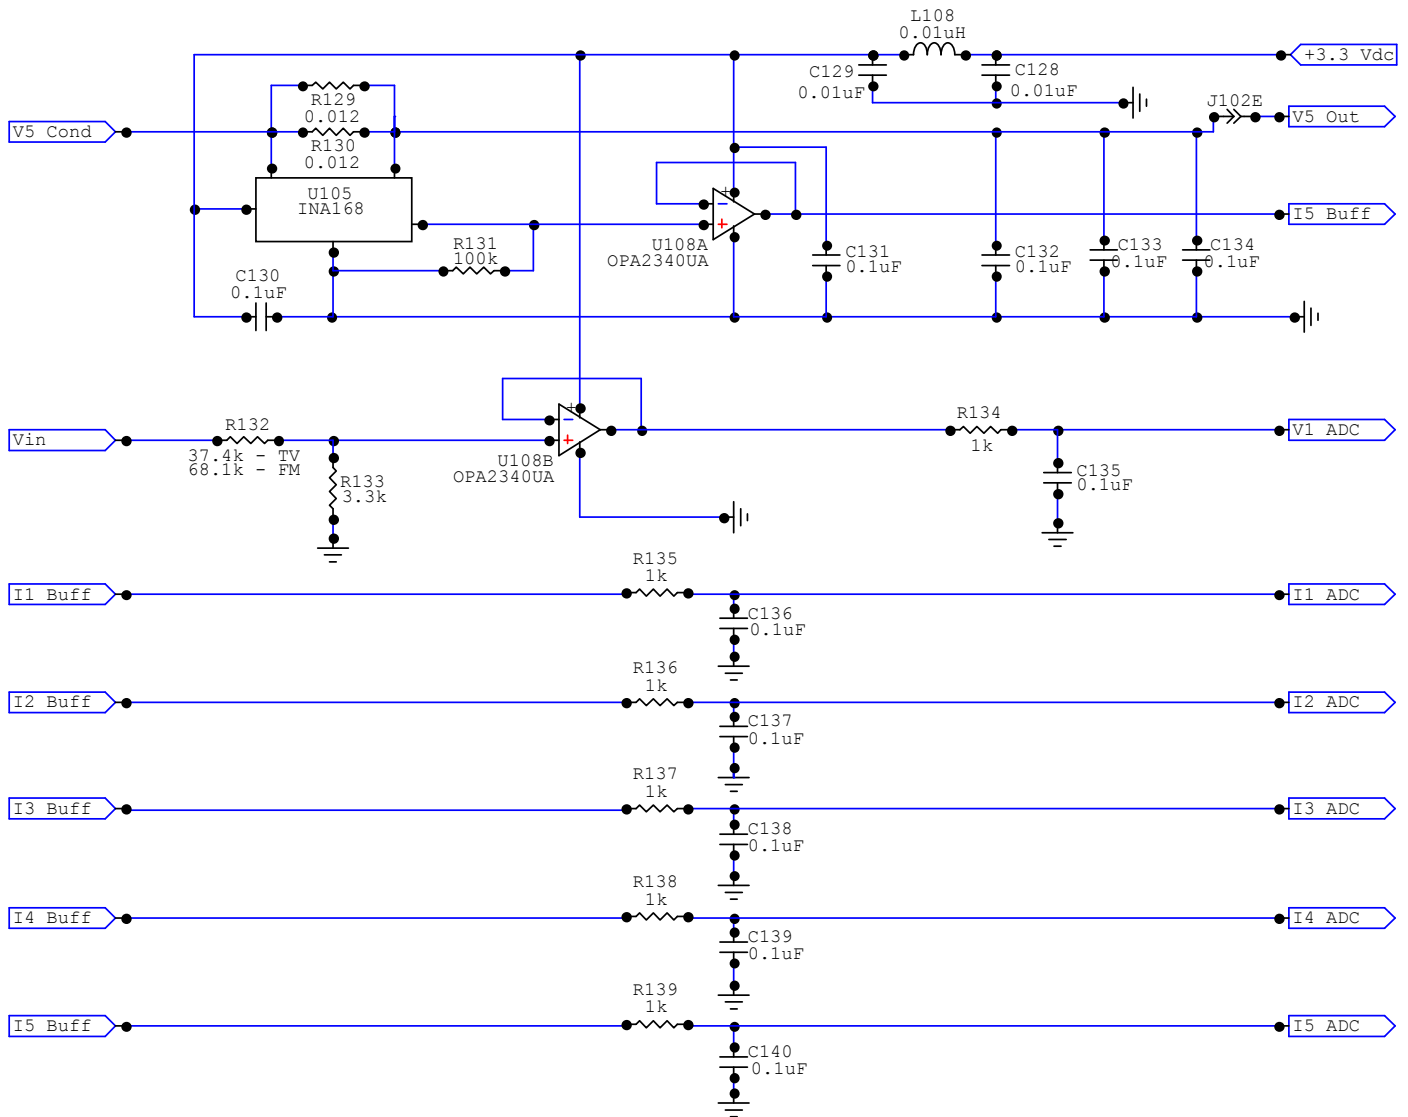 L108
0.01uH
+3.3 Vdc
C129
0.01uF
C128
0.01uF
R129
0.012
J102E
V5 Cond
V5 Out
R130
0.012
U105
INA168
+
−
+
I5 Buff
U108A
OPA2340UA
R131
100k
C131
0.1uF
C132
0.1uF
C133
0.1uF
C134
0.1uF
C130
0.1uF
Vin
R132
37.4k - TV
68.1k - FM
R133
3.3k
+
−
+
U108B
OPA2340UA
R134
1k
V1 ADC
C135
0.1uF
I1 Buff
R135
1k
I1 ADC
C136
0.1uF
I2 Buff
R136
1k
I2 ADC
C137
0.1uF
I3 Buff
R137
1k
I3 ADC
C138
0.1uF
I4 Buff
R138
1k
I4 ADC
C139
0.1uF
I5 Buff
R139
1k
I5 ADC
C140
0.1uF